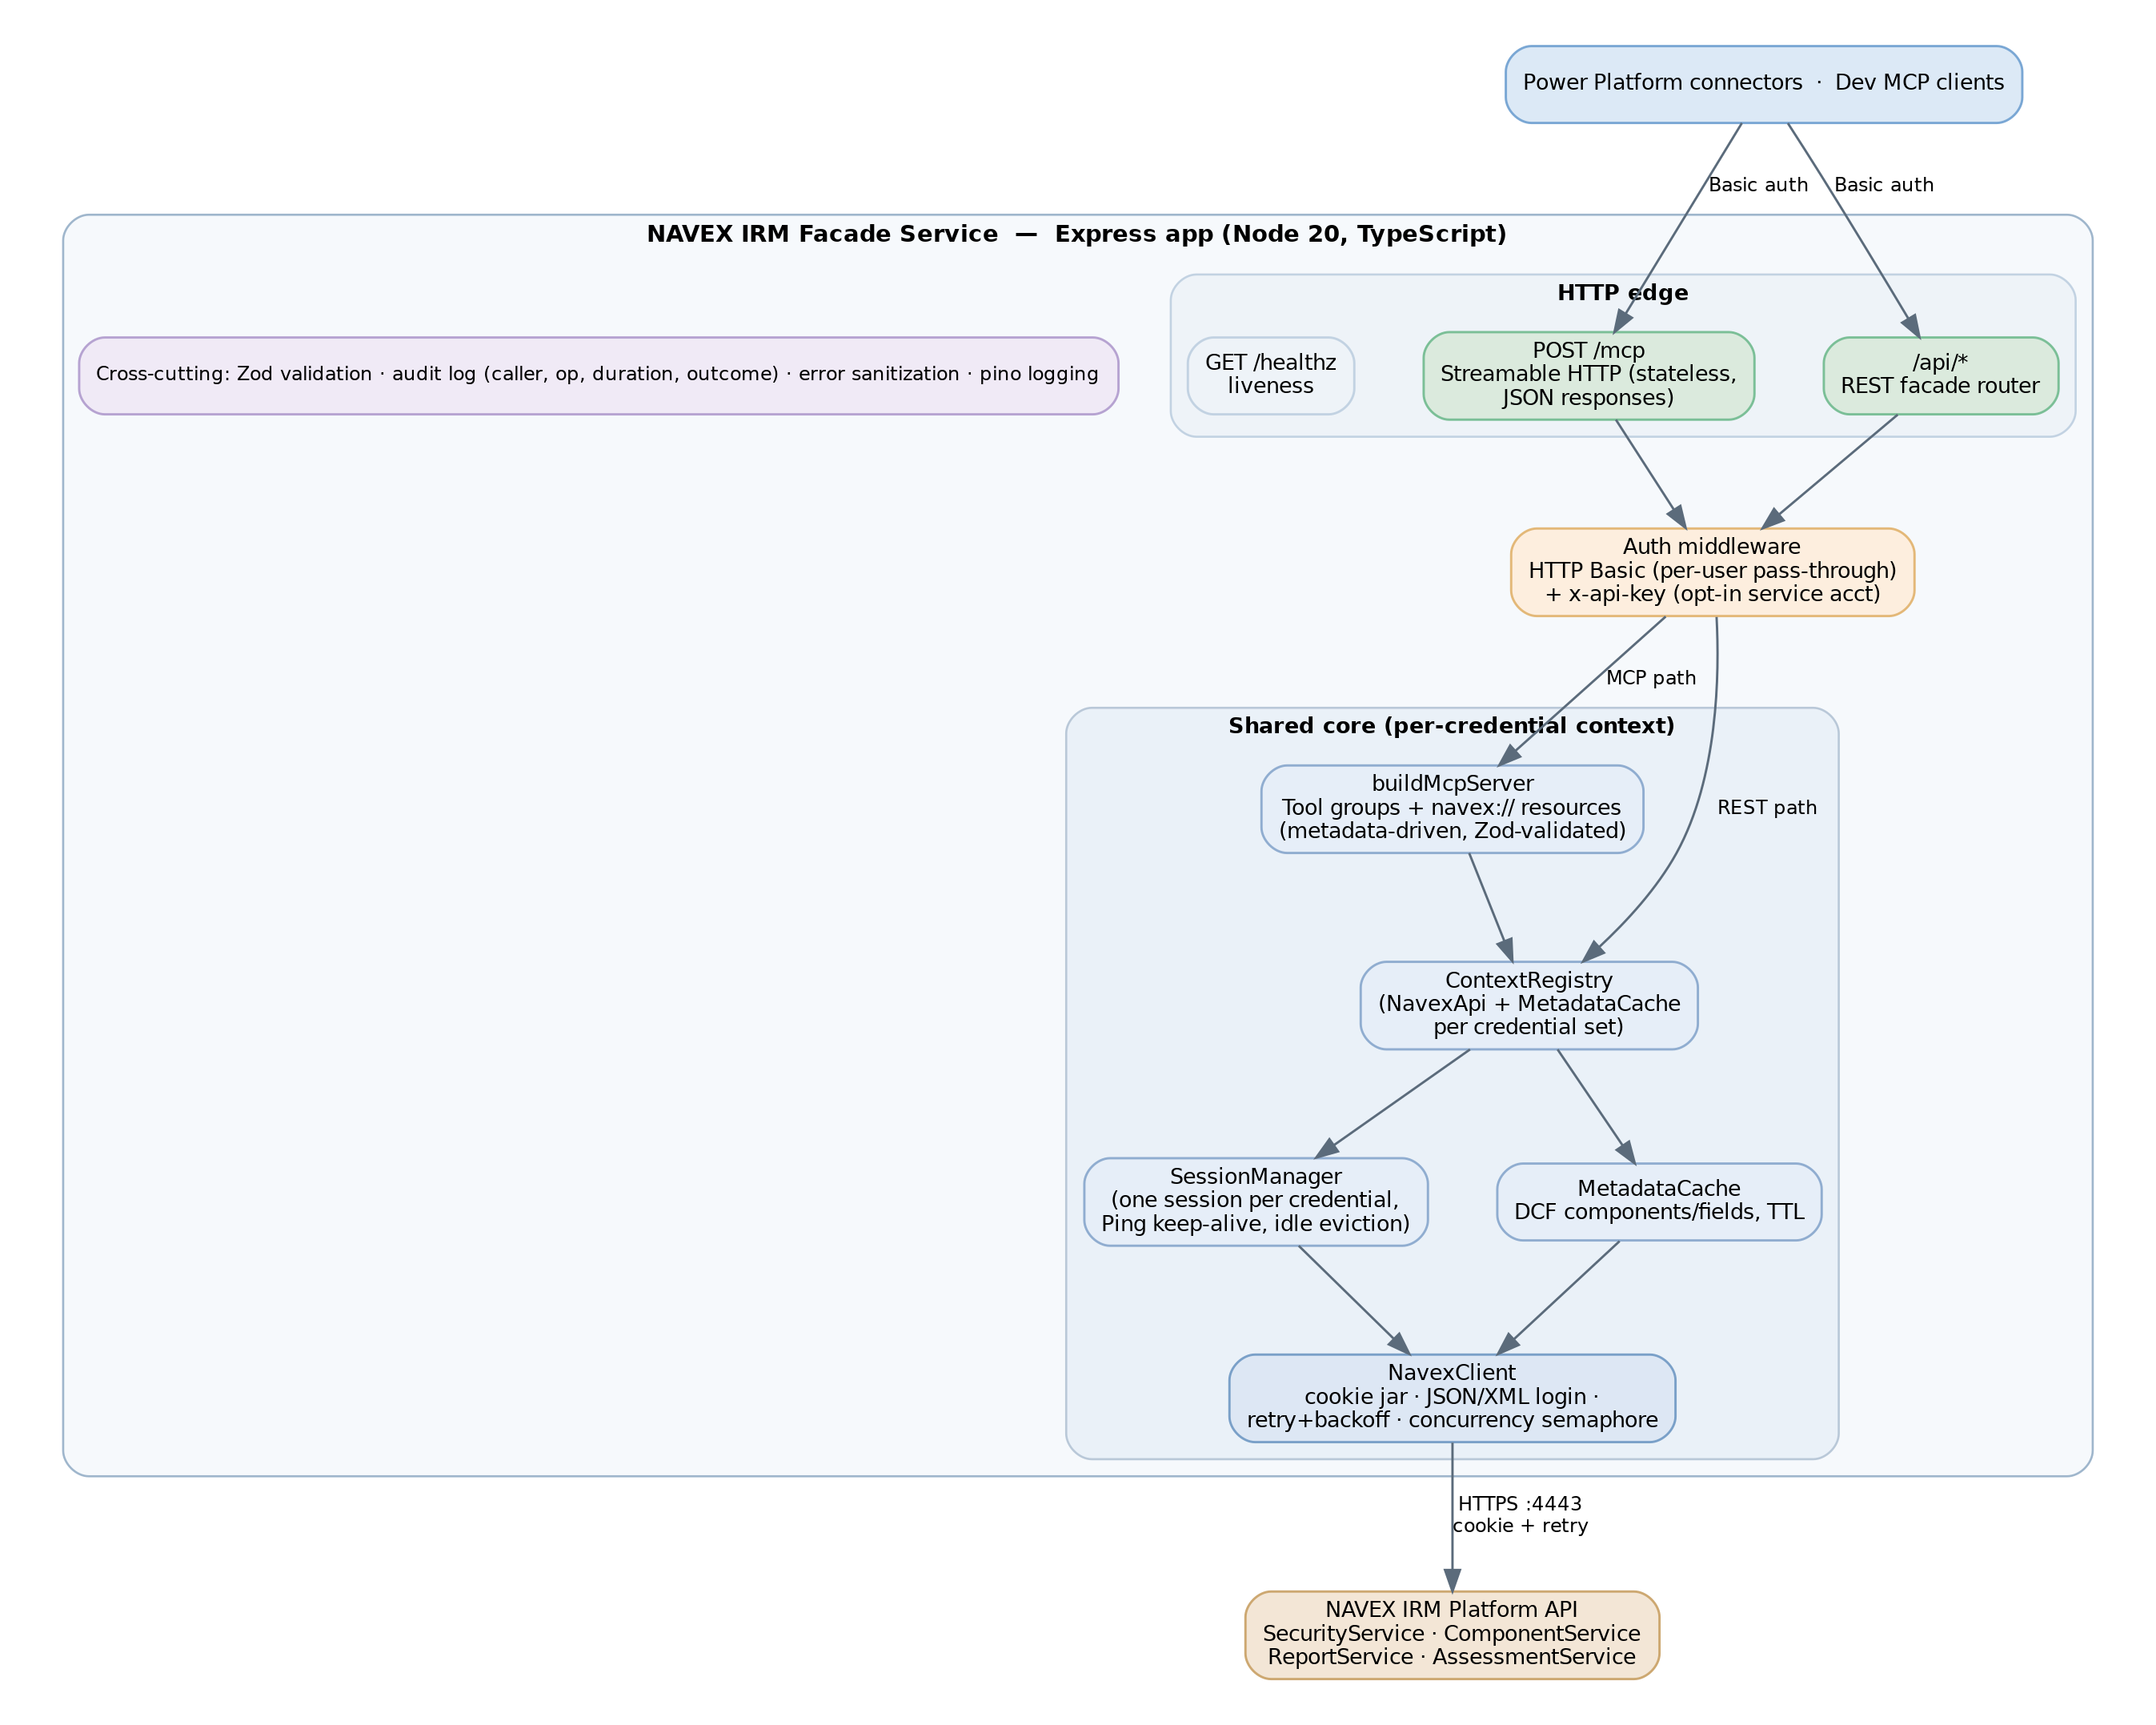 Power Platform connectors · Dev MCP clients
Basic auth
Basic auth
NAVEX IRM Facade Service — Express app (Node 20, TypeScript)
HTTP edge
Cross-cutting: Zod validation · audit log (caller, op, duration, outcome) · error sanitization · pino logging
GET /healthz
liveness
POST /mcp
Streamable HTTP (stateless,
JSON responses)
/api/*
REST facade router
Auth middleware
HTTP Basic (per-user pass-through)
+ x-api-key (opt-in service acct)
MCP path
Shared core (per-credential context)
buildMcpServer
Tool groups + navex:// resources
(metadata-driven, Zod-validated)
REST path
ContextRegistry
(NavexApi + MetadataCache
per credential set)
SessionManager
(one session per credential,
Ping keep-alive, idle eviction)
MetadataCache
DCF components/fields, TTL
NavexClient
cookie jar · JSON/XML login ·
retry+backoff · concurrency semaphore
HTTPS :4443
cookie + retry
NAVEX IRM Platform API
SecurityService · ComponentService
ReportService · AssessmentService